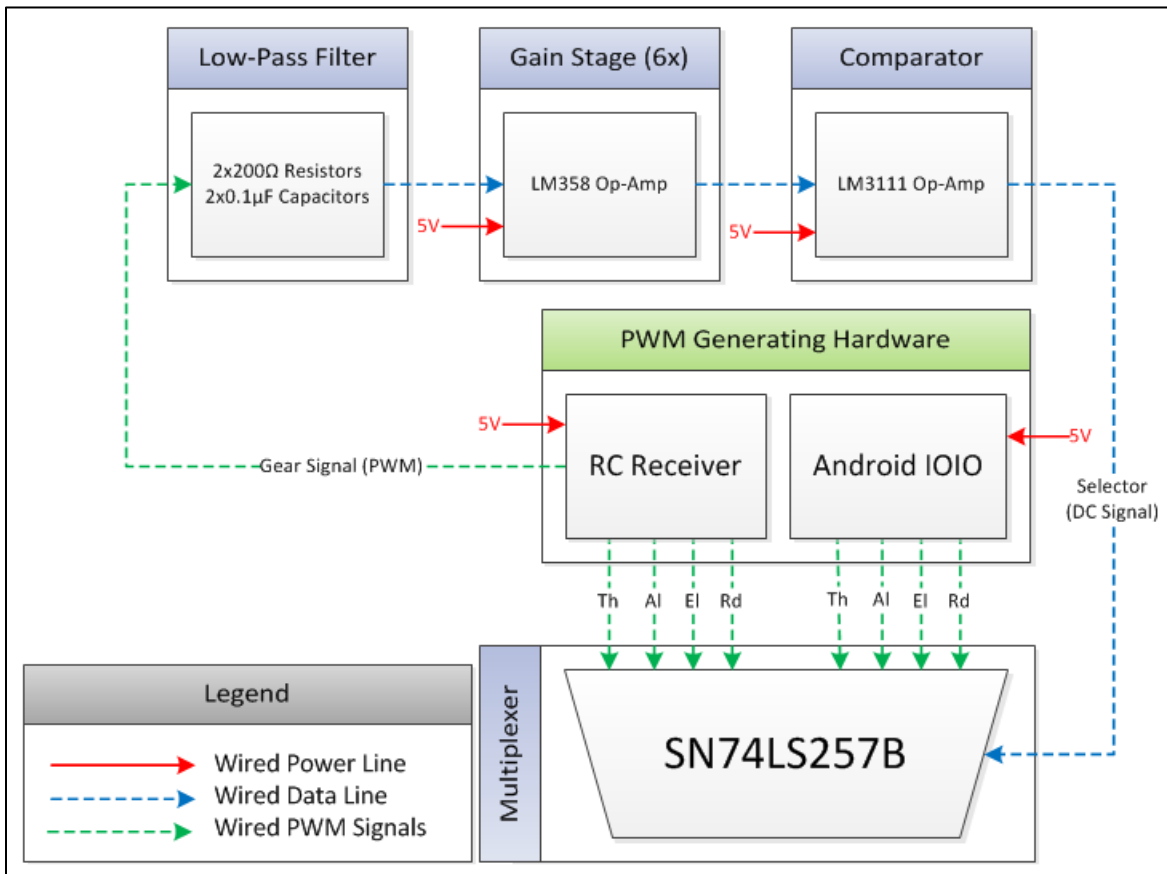 Low-Pass Filter
Gain Stage (6x)
Comparator
2x200Ω Resistors
2x0.1µF Capacitors
LM358 Op-Amp
LM3111 Op-Amp
5V
5V
PWM Generating Hardware
5V
RC Receiver
Android IOIO
5V
Gear Signal (PWM)
Selector
(DC Signal)
Th Al El Rd
Th Al El Rd
Multiplexer
SN74LS257B
Legend
Wired Power Line
Wired Data Line
Wired PWM Signals